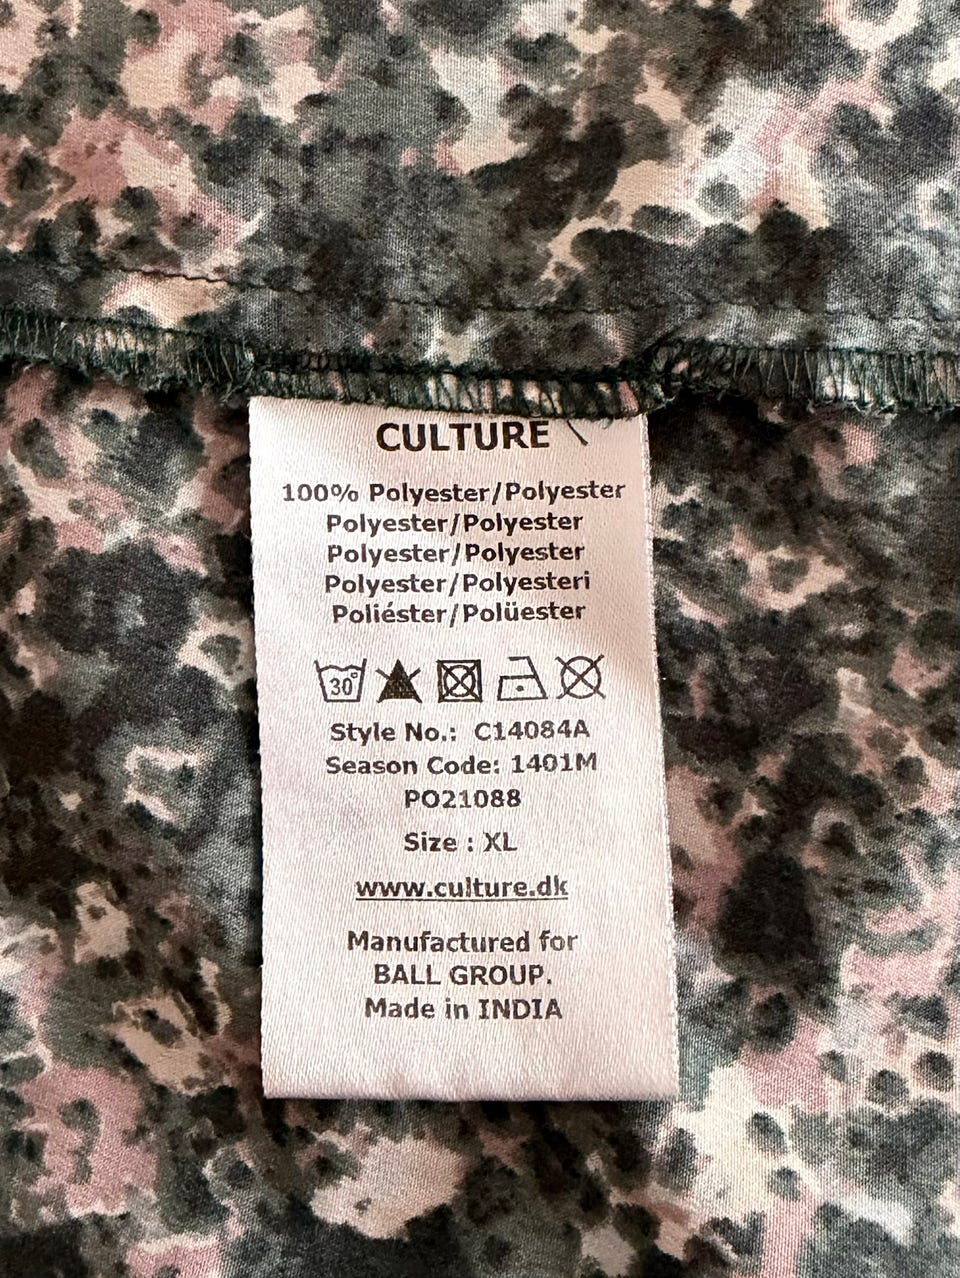 CULTURE
100% Polyester/Polyester
Polyester/Polyester
Polyester/Polyester
Polyester/Polyesteri
Poliéster/Polüester
30°
Style No.: C14084A
Season Code: 1401M
PO21088
Size : XL
www.culture.dk
Manufactured for
BALL GROUP.
Made in INDIA